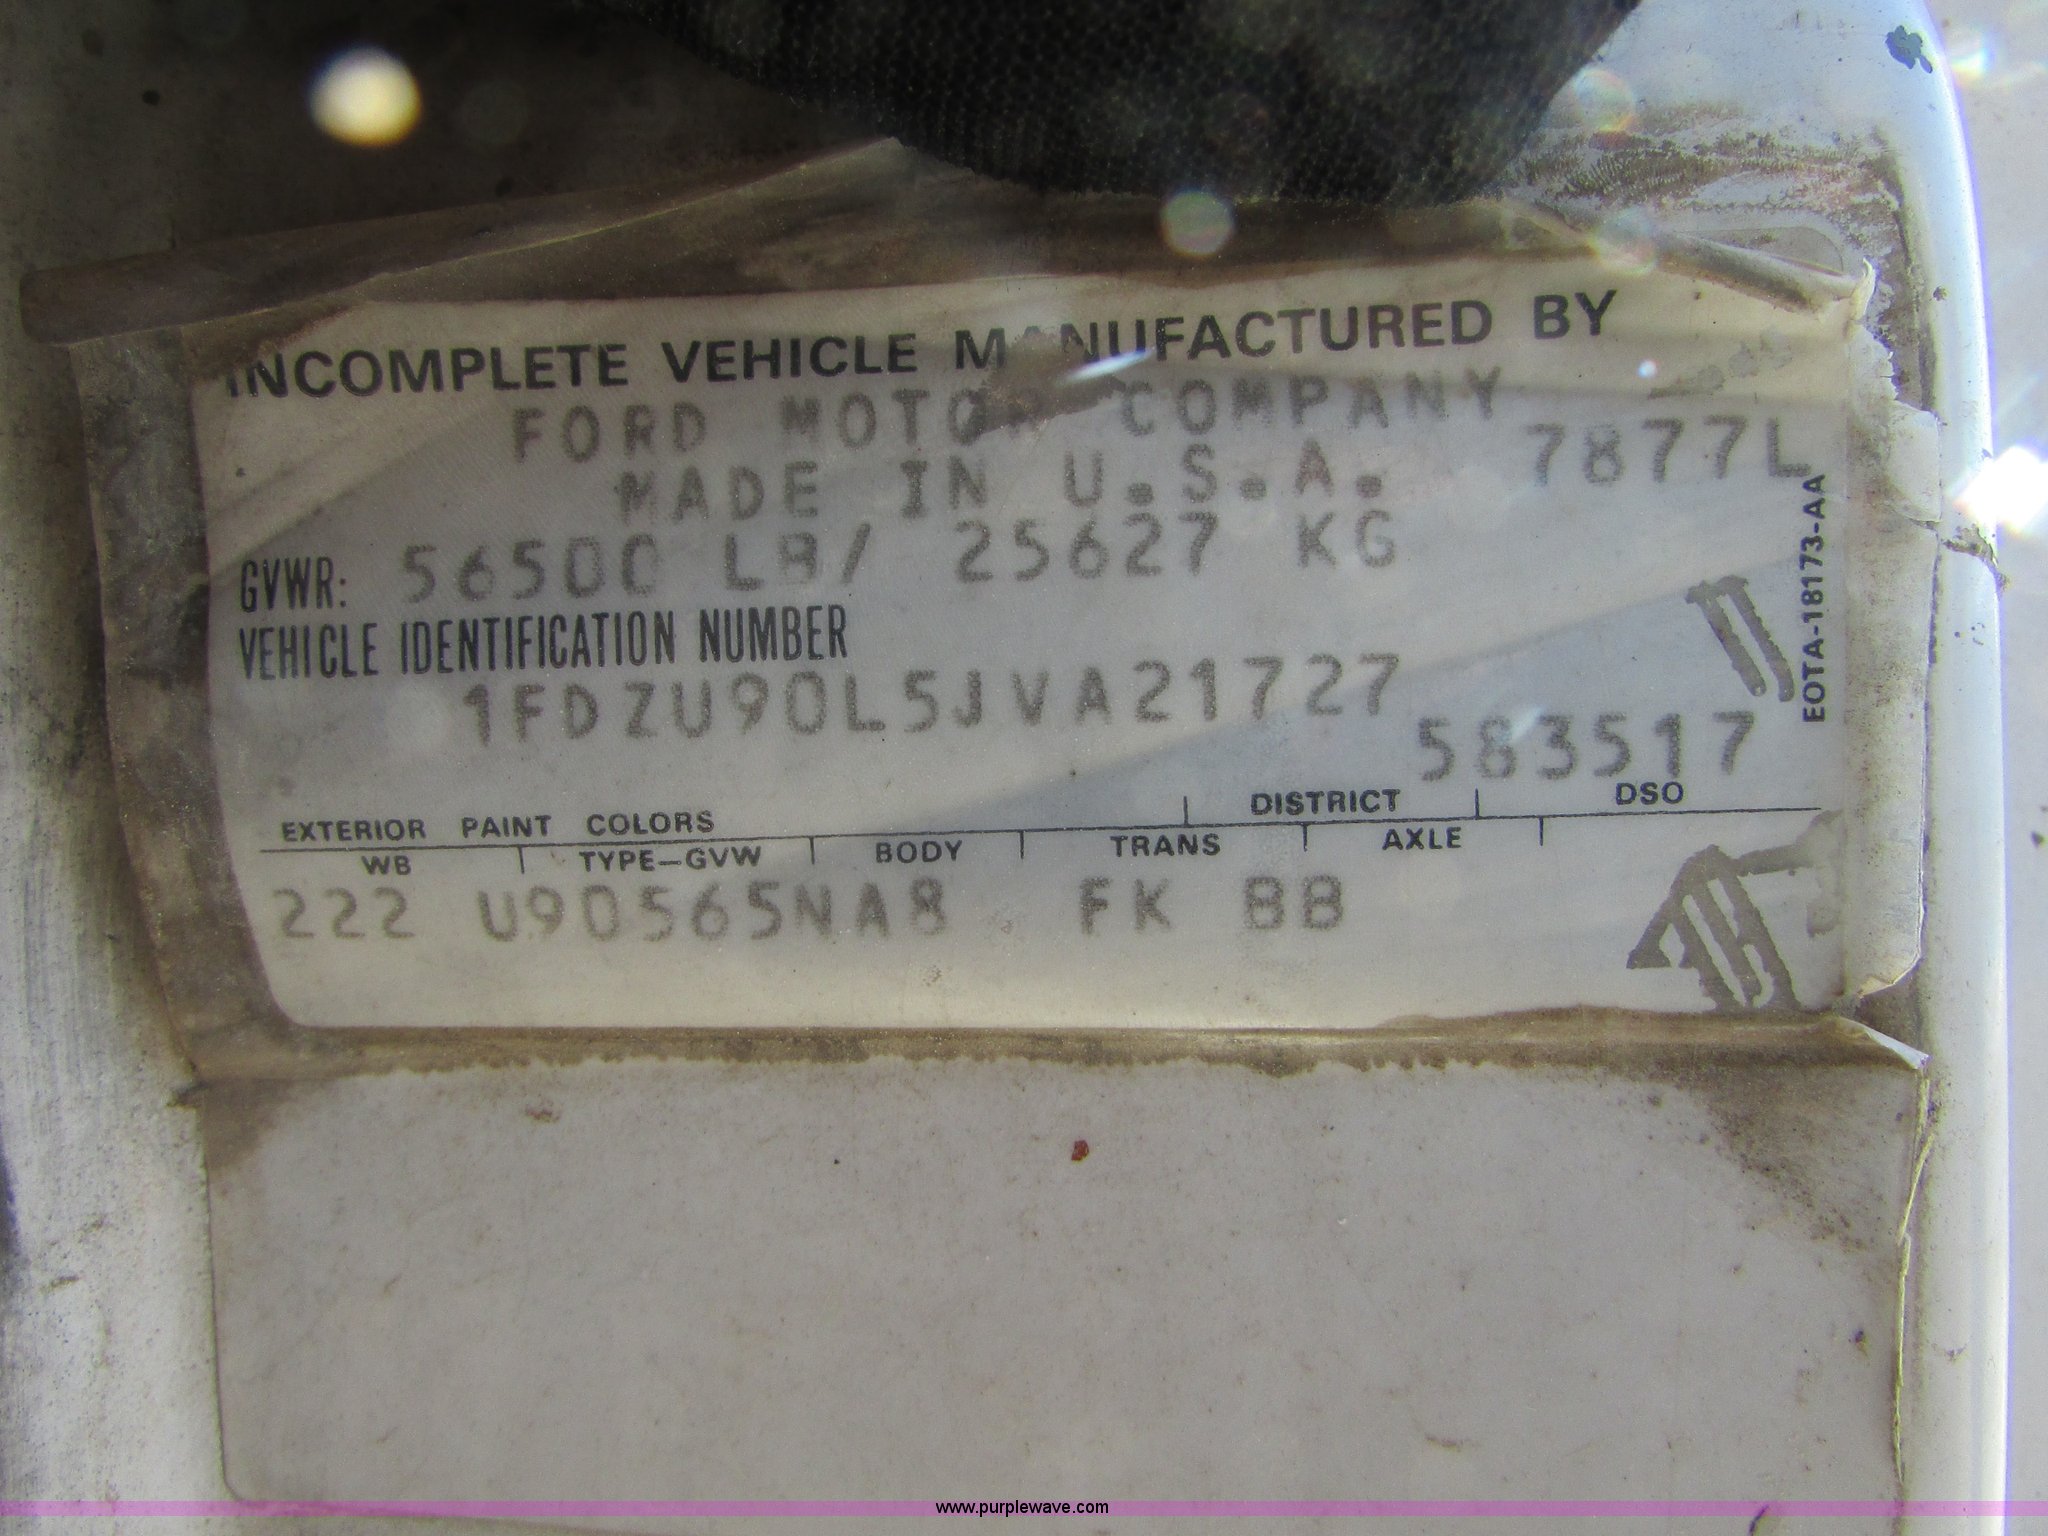 INCOMPLETE VEHICLE MANUFACTURED BY
FORD MOTOR COMPANY
MADE IN U.S.A. 7877L
GVWR: 56500 LB/ 25627 KG
VEHICLE IDENTIFICATION NUMBER
1FDZU90L5JVA21727
EOTA-18173-AA
583517
EXTERIOR PAINT COLORS DISTRICT DSO
WB TYPE-GVW BODY TRANS AXLE
222 U90565NA8 FK BB
www.purplewave.com